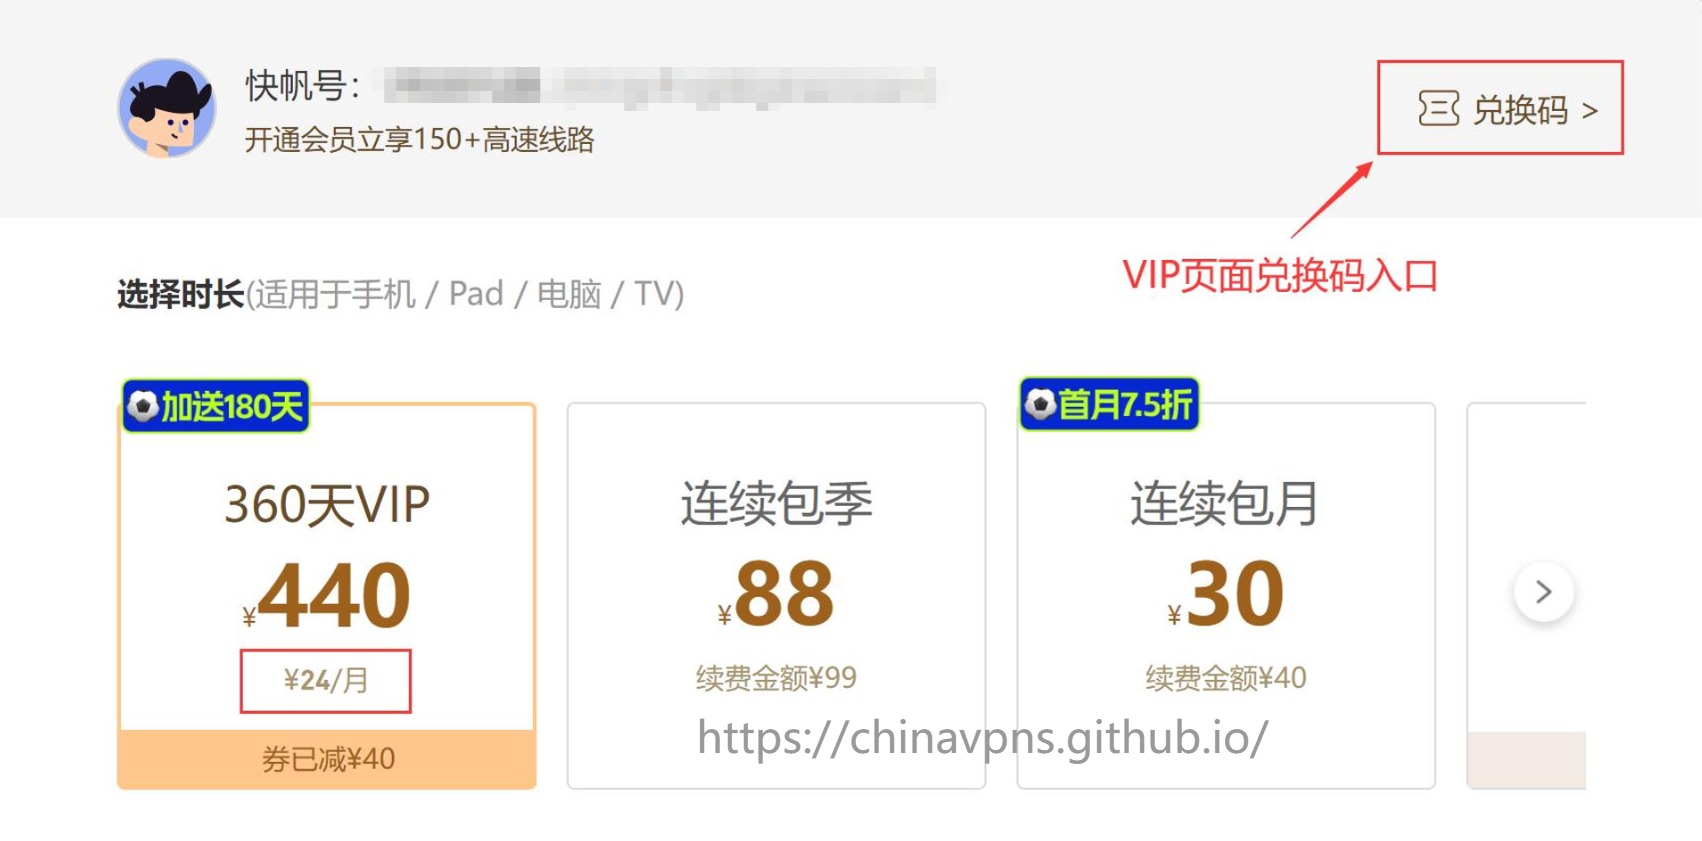 快帆号：
开通会员立享150+高速线路
兑换码 >
VIP页面兑换码入口
选择时长(适用于手机 / Pad / 电脑 / TV)
加送180天
360天VIP
¥440
¥24/月
券已减¥40
连续包季
¥88
续费金额¥99
首月7.5折
连续包月
¥30
续费金额¥40
https://chinavpns.github.io/